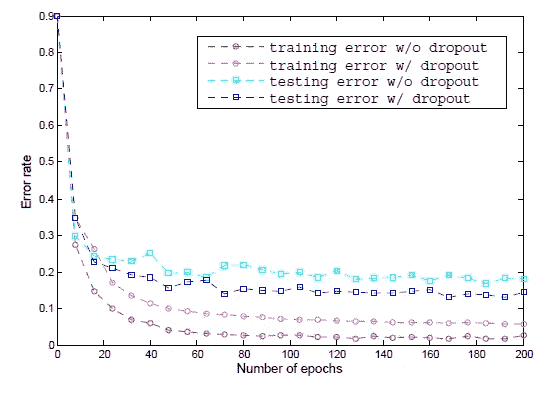 0.9
0.8
0.7
0.6
0.5
0.4
0.3
0.2
0.1
0
Error rate
training error w/o dropout
training error w/ dropout
testing error w/o dropout
testing error w/ dropout
0 20 40 60 80 100 120 140 160 180 200
Number of epochs